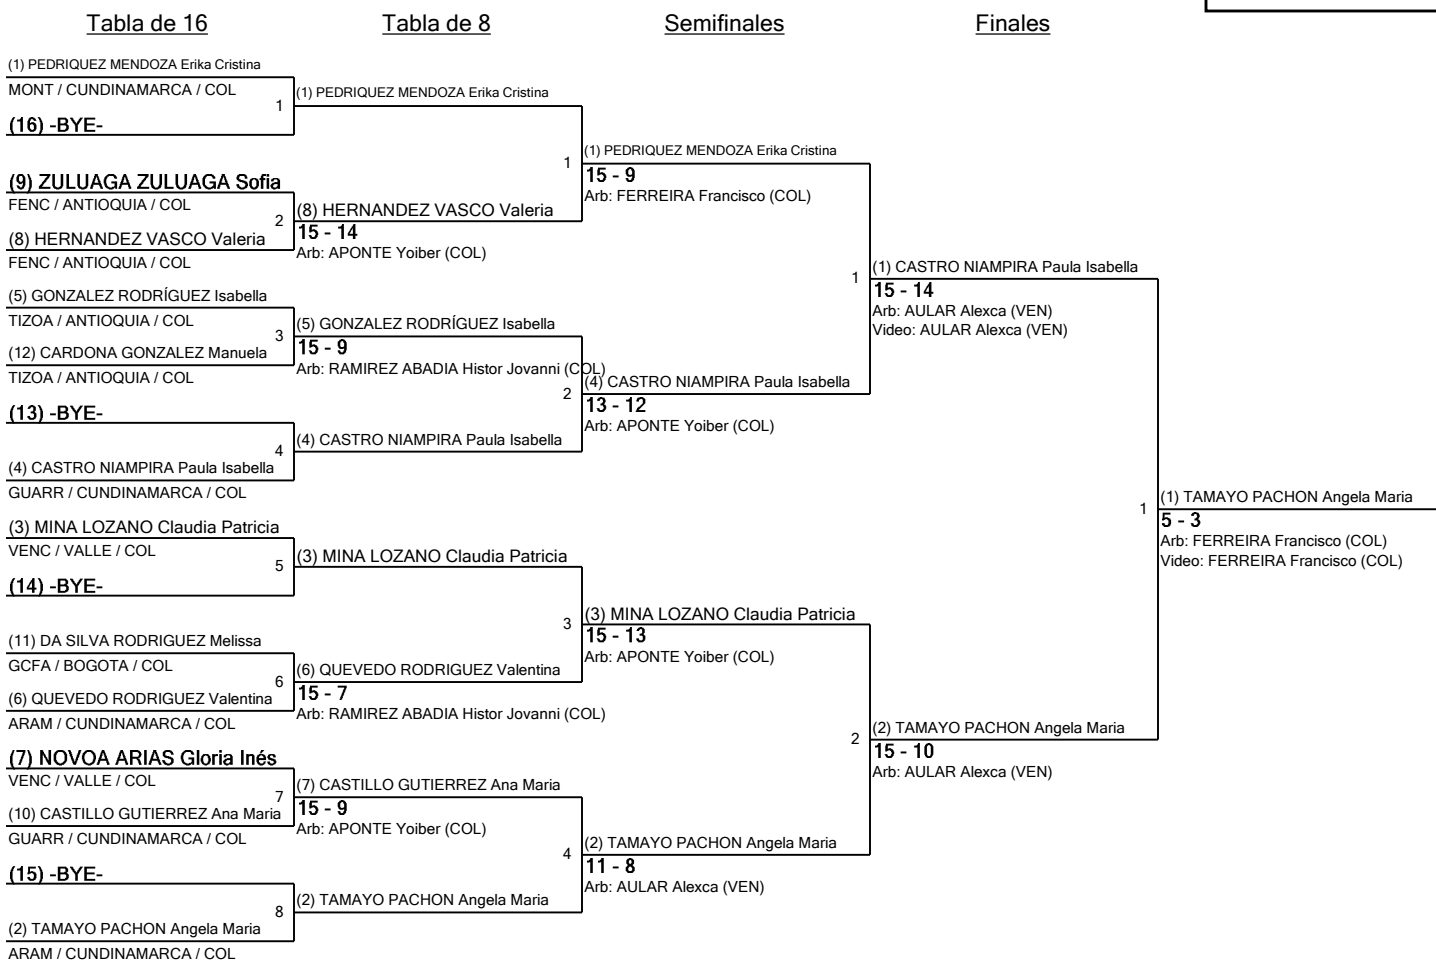 Tabla de 16
Tabla de 8
Semifinales
Finales
(1) PEDRIQUEZ MENDOZA Erika Cristina
MONT / CUNDINAMARCA / COL
1
(16) -BYE-
(9) ZULUAGA ZULUAGA Sofia
FENC / ANTIOQUIA / COL
2
(8) HERNANDEZ VASCO Valeria
FENC / ANTIOQUIA / COL
(5) GONZALEZ RODRÍGUEZ Isabella
TIZOA / ANTIOQUIA / COL
3
(12) CARDONA GONZALEZ Manuela
TIZOA / ANTIOQUIA / COL
(13) -BYE-
4
(4) CASTRO NIAMPIRA Paula Isabella
GUARR / CUNDINAMARCA / COL
(3) MINA LOZANO Claudia Patricia
VENC / VALLE / COL
5
(14) -BYE-
(11) DA SILVA RODRIGUEZ Melissa
GCFA / BOGOTA / COL
6
(6) QUEVEDO RODRIGUEZ Valentina
ARAM / CUNDINAMARCA / COL
(7) NOVOA ARIAS Gloria Inés
VENC / VALLE / COL
7
(10) CASTILLO GUTIERREZ Ana Maria
GUARR / CUNDINAMARCA / COL
(15) -BYE-
8
(2) TAMAYO PACHON Angela Maria
ARAM / CUNDINAMARCA / COL
(1) PEDRIQUEZ MENDOZA Erika Cristina
1
(8) HERNANDEZ VASCO Valeria
15 - 14
Arb: APONTE Yoiber (COL)
(5) GONZALEZ RODRÍGUEZ Isabella
15 - 9
Arb: RAMIREZ ABADIA Histor Jovanni (COL)
2
(4) CASTRO NIAMPIRA Paula Isabella
(3) MINA LOZANO Claudia Patricia
3
(6) QUEVEDO RODRIGUEZ Valentina
15 - 7
Arb: RAMIREZ ABADIA Histor Jovanni (COL)
(7) CASTILLO GUTIERREZ Ana Maria
15 - 9
Arb: APONTE Yoiber (COL)
4
(2) TAMAYO PACHON Angela Maria
(1) PEDRIQUEZ MENDOZA Erika Cristina
15 - 9
Arb: FERREIRA Francisco (COL)
1
(4) CASTRO NIAMPIRA Paula Isabella
13 - 12
Arb: APONTE Yoiber (COL)
(3) MINA LOZANO Claudia Patricia
15 - 13
Arb: APONTE Yoiber (COL)
2
(2) TAMAYO PACHON Angela Maria
11 - 8
Arb: AULAR Alexca (VEN)
(1) CASTRO NIAMPIRA Paula Isabella
15 - 14
Arb: AULAR Alexca (VEN)
Video: AULAR Alexca (VEN)
1
(2) TAMAYO PACHON Angela Maria
15 - 10
Arb: AULAR Alexca (VEN)
(1) TAMAYO PACHON Angela Maria
5 - 3
Arb: FERREIRA Francisco (COL)
Video: FERREIRA Francisco (COL)